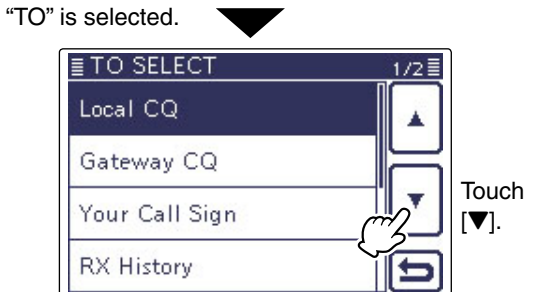 “TO” is selected.
TO SELECT 1/2
Local CQ
Gateway CQ
Your Call Sign
RX History
Touch
[▼].